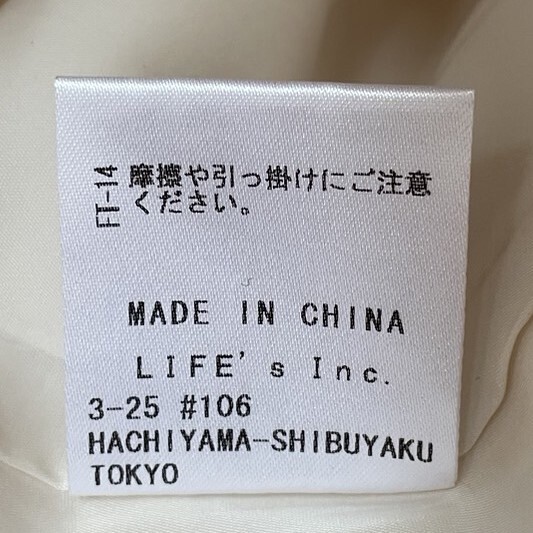 FT-14
摩擦や引っ掛けにご注意
ください。
MADE IN CHINA
LIFE's Inc.
3-25 #106
HACHIYAMA-SHIBUYAKU
TOKYO